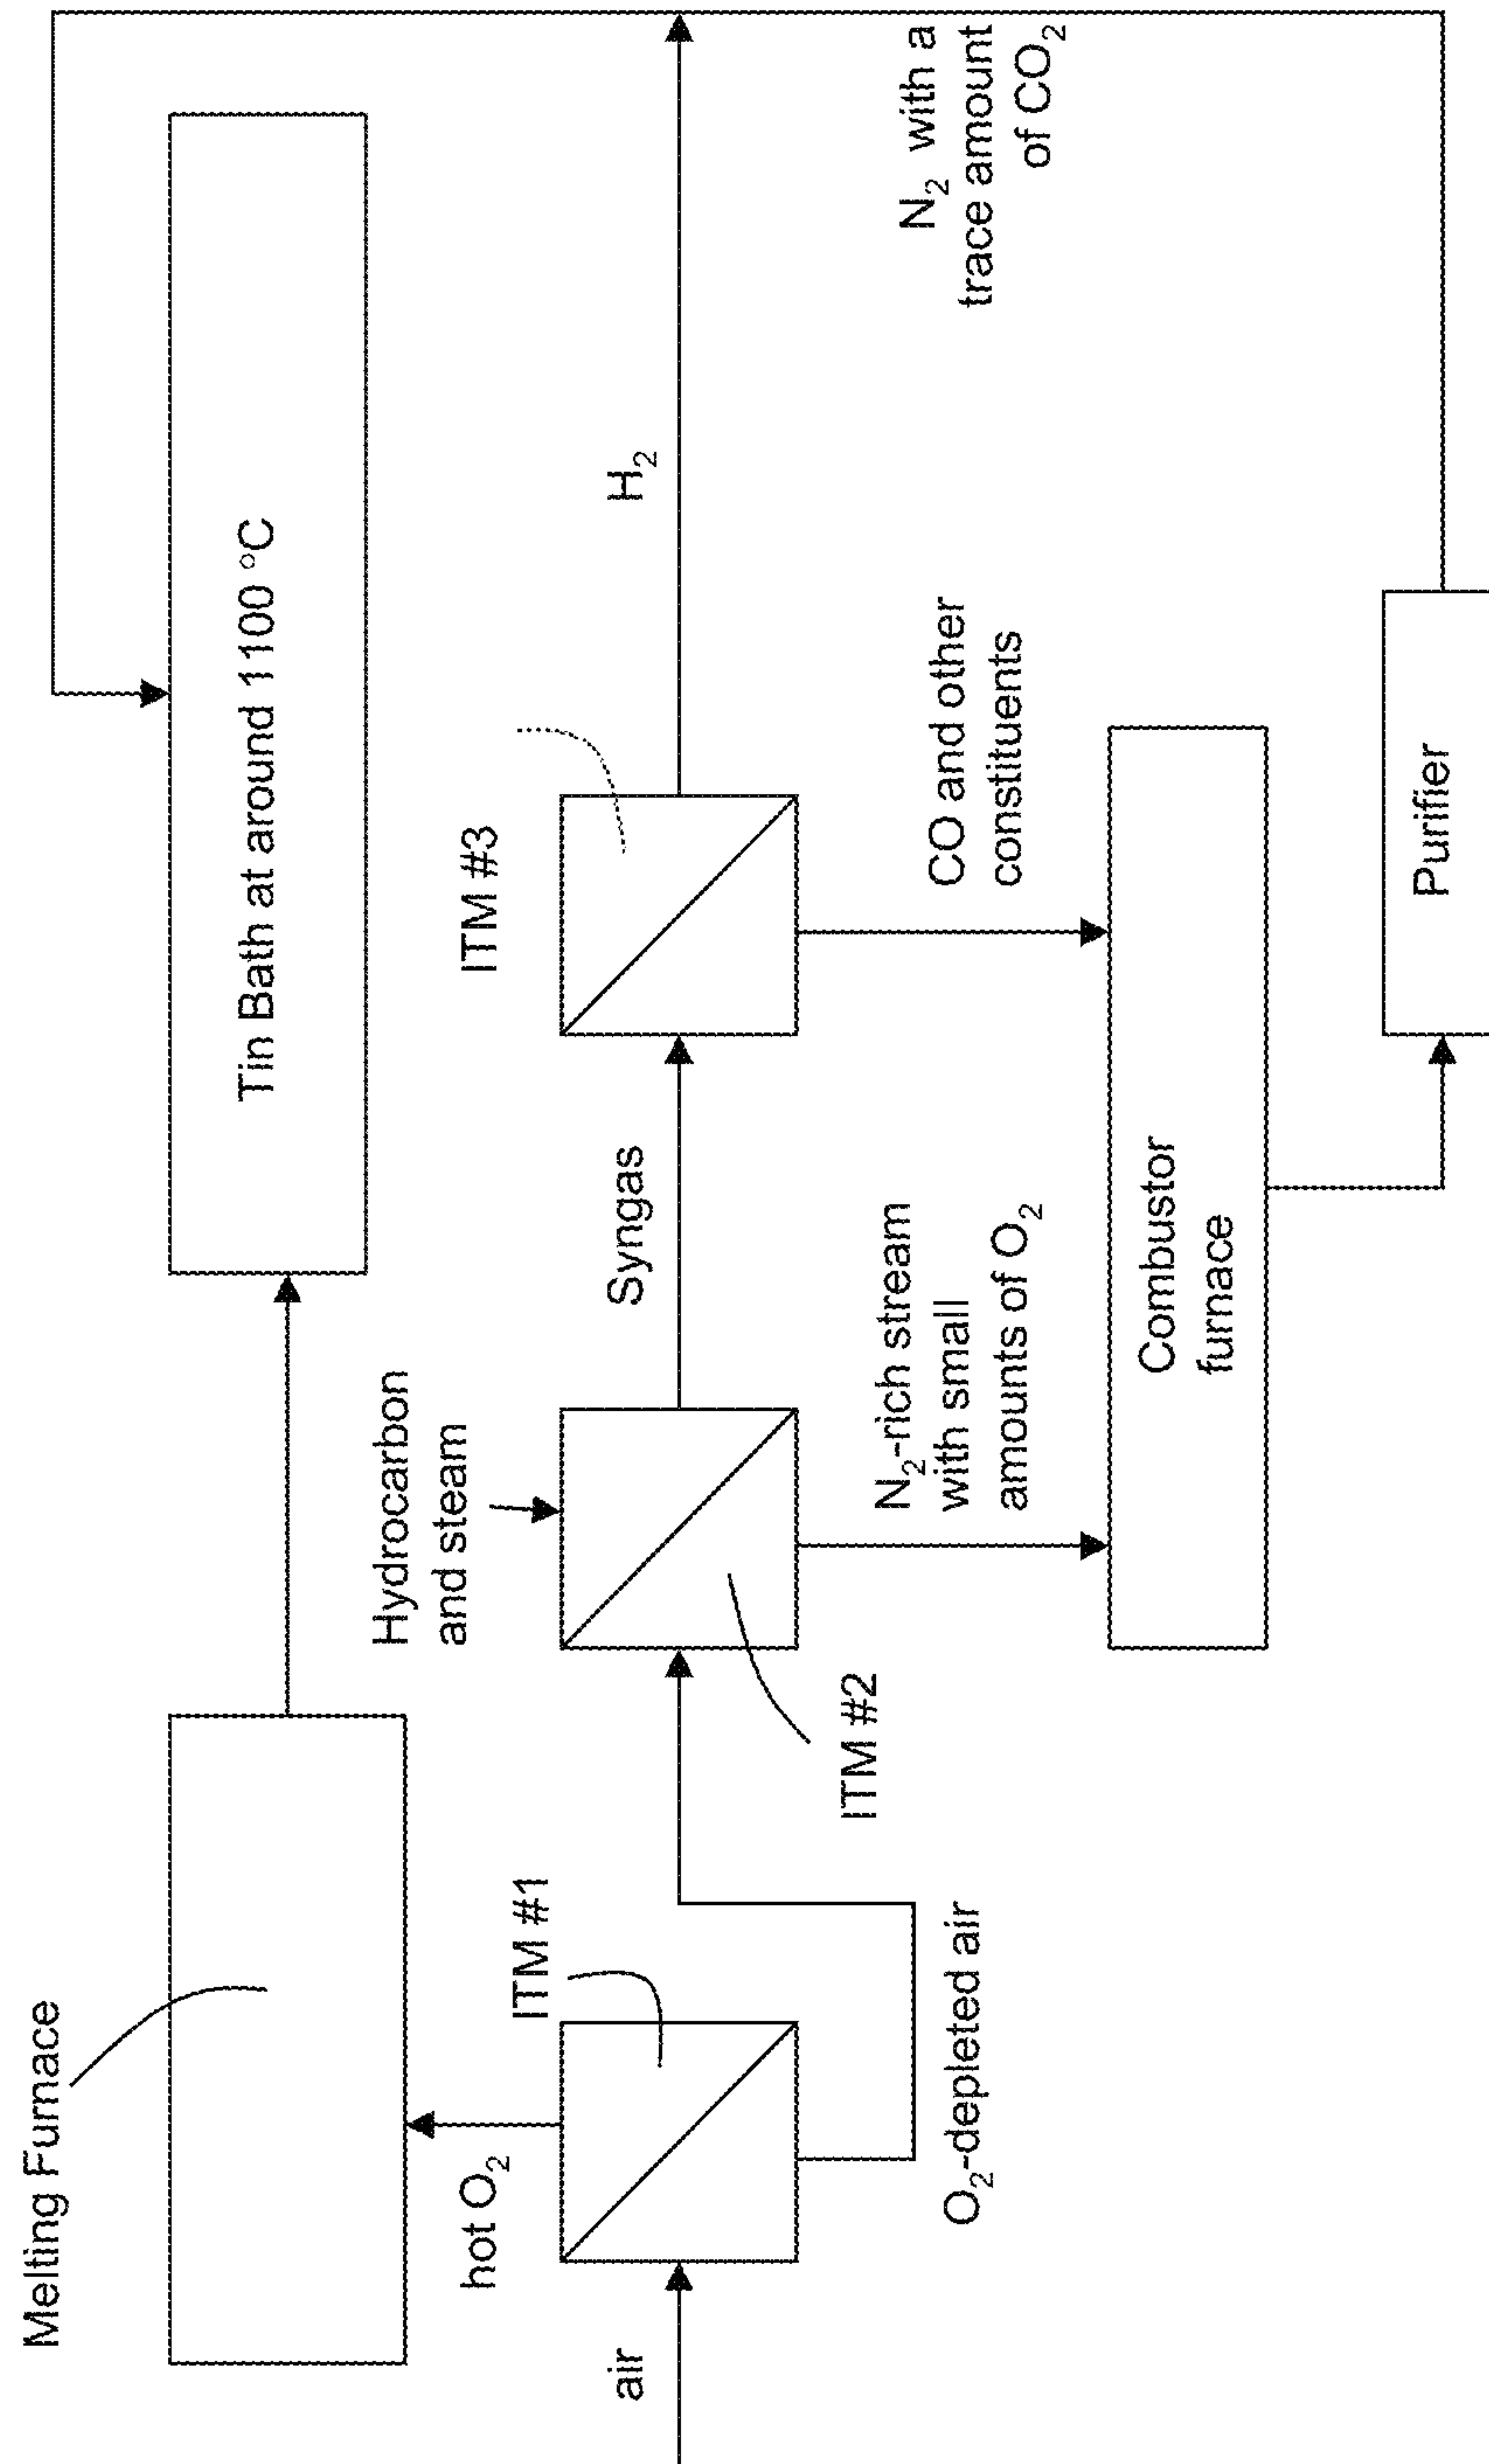 Melting Furnace
Tin Bath at around 1100 °C
hot O₂
ITM #1
Hydrocarbon
and steam
ITM #3
air
Syngas
H₂
O₂-depleted air
ITM #2
N₂-rich stream
with small
amounts of O₂
CO and other
constituents
N₂ with a
trace amount
of CO₂
Combustor
furnace
Purifier